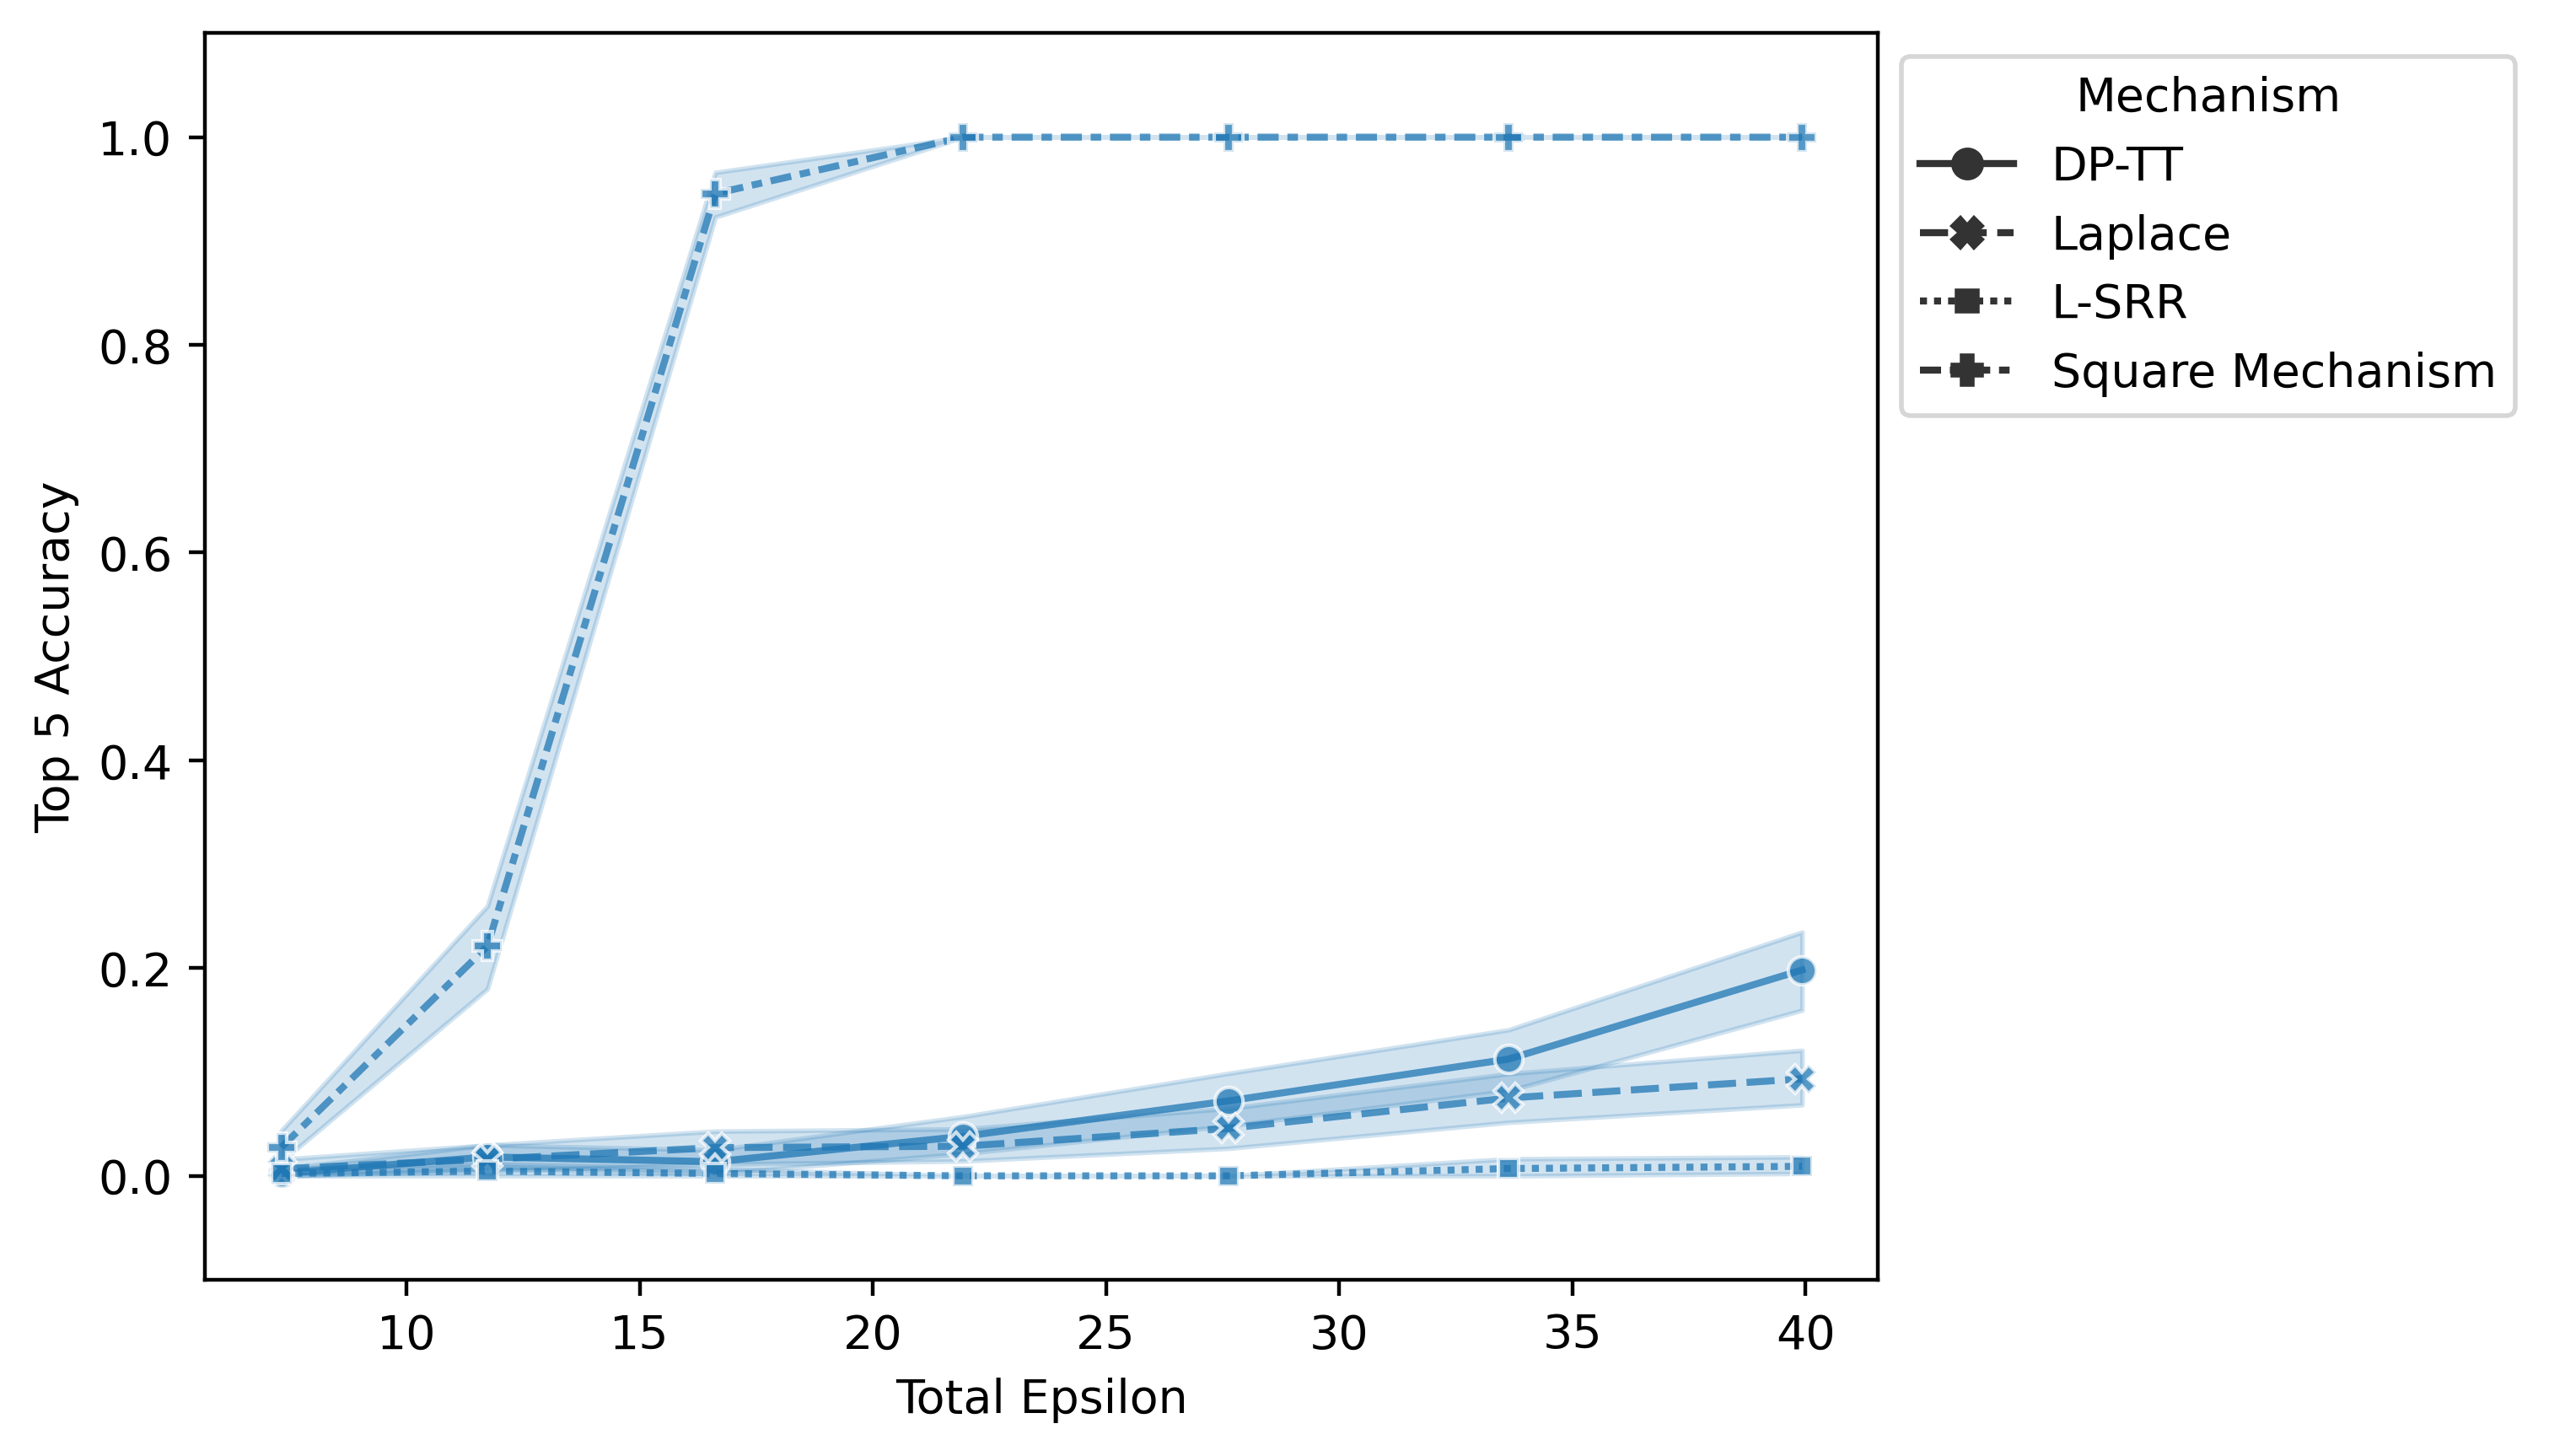 Mechanism
DP-TT
Laplace
L-SRR
Square Mechanism
Top 5 Accuracy
1.0
0.8
0.6
0.4
0.2
0.0
10 15 20 25 30 35 40
Total Epsilon